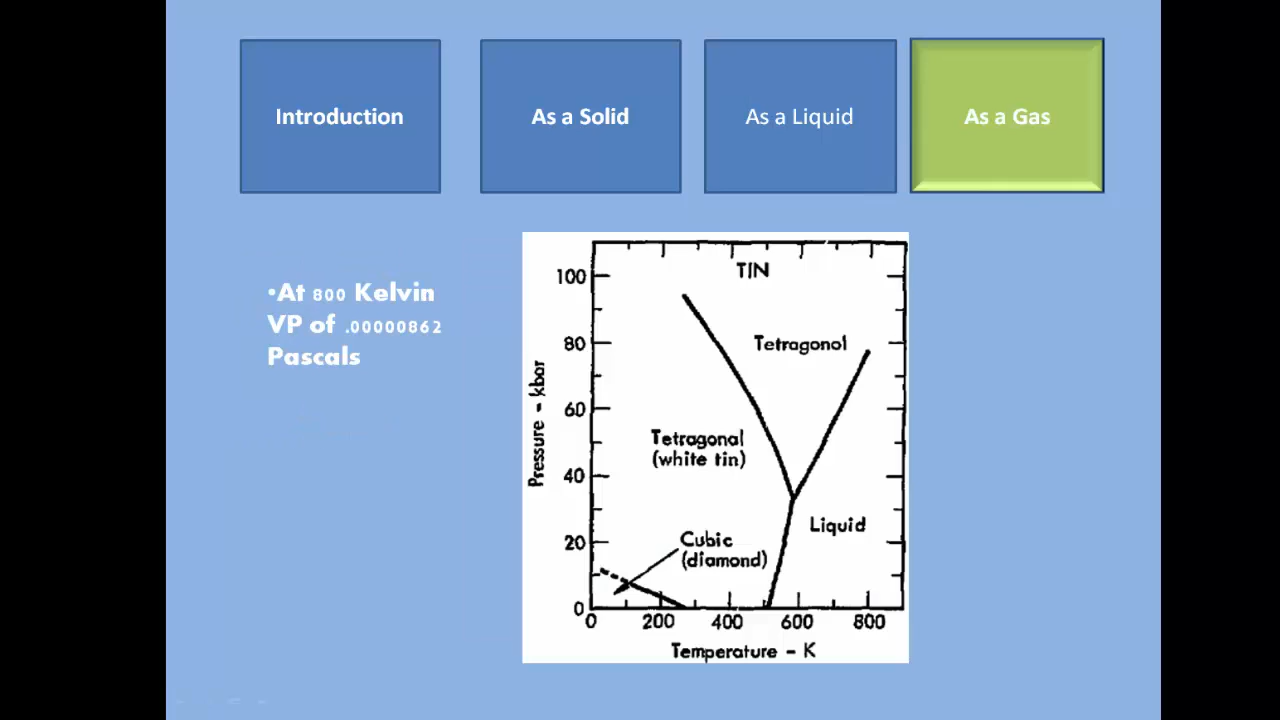 Introduction
As a Solid
As a Liquid
As a Gas
•At 800 Kelvin
VP of .00000862
Pascals
TIN
Tetragonal
Tetragonal
(white tin)
Cubic
(diamond)
Liquid
Pressure - kbar
100
80
60
40
20
0
0 200 400 600 800
Temperature - K